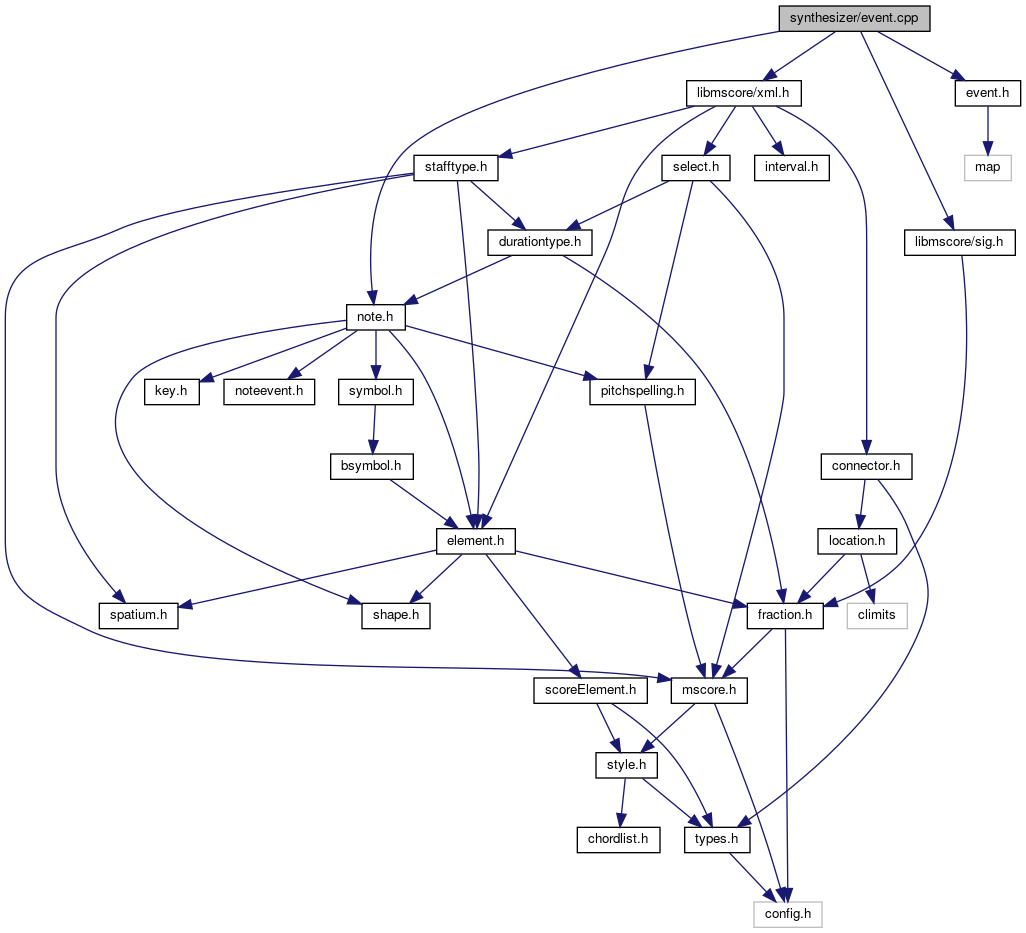 synthesizer/event.cpp
libmscore/xml.h
event.h
stafftype.h
select.h
interval.h
map
durationtype.h
libmscore/sig.h
note.h
key.h
noteevent.h
symbol.h
pitchspelling.h
bsymbol.h
connector.h
element.h
location.h
spatium.h
shape.h
fraction.h
climits
scoreElement.h
mscore.h
style.h
chordlist.h
types.h
config.h